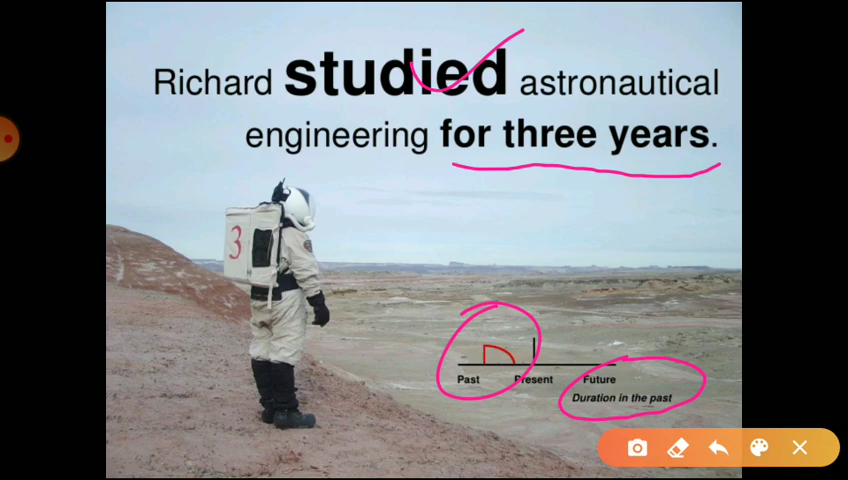 Richard studied astronautical
engineering for three years.
3
Past Present Future
Duration in the past